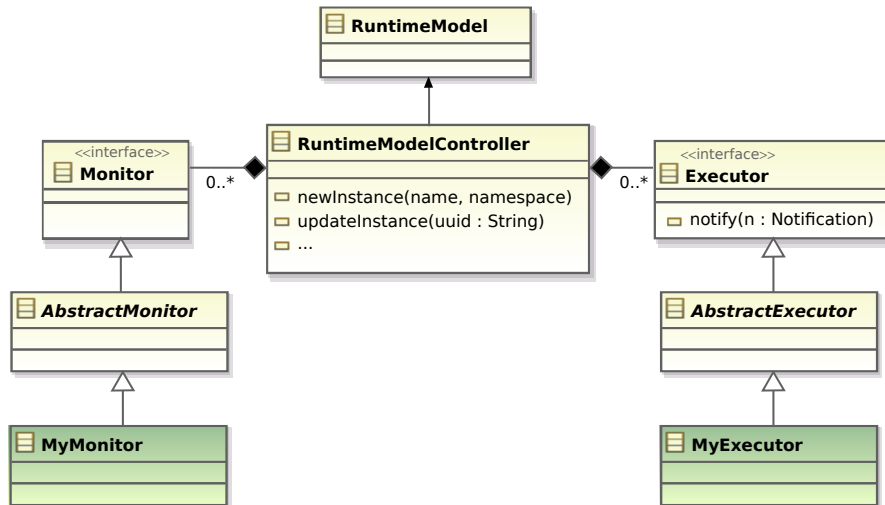 RuntimeModel
<<interface>>
Monitor
0..*
RuntimeModelController
newInstance(name, namespace)
updateInstance(uuid : String)
...
<<interface>>
Executor
0..*
notify(n : Notification)
AbstractMonitor
AbstractExecutor
MyMonitor
MyExecutor